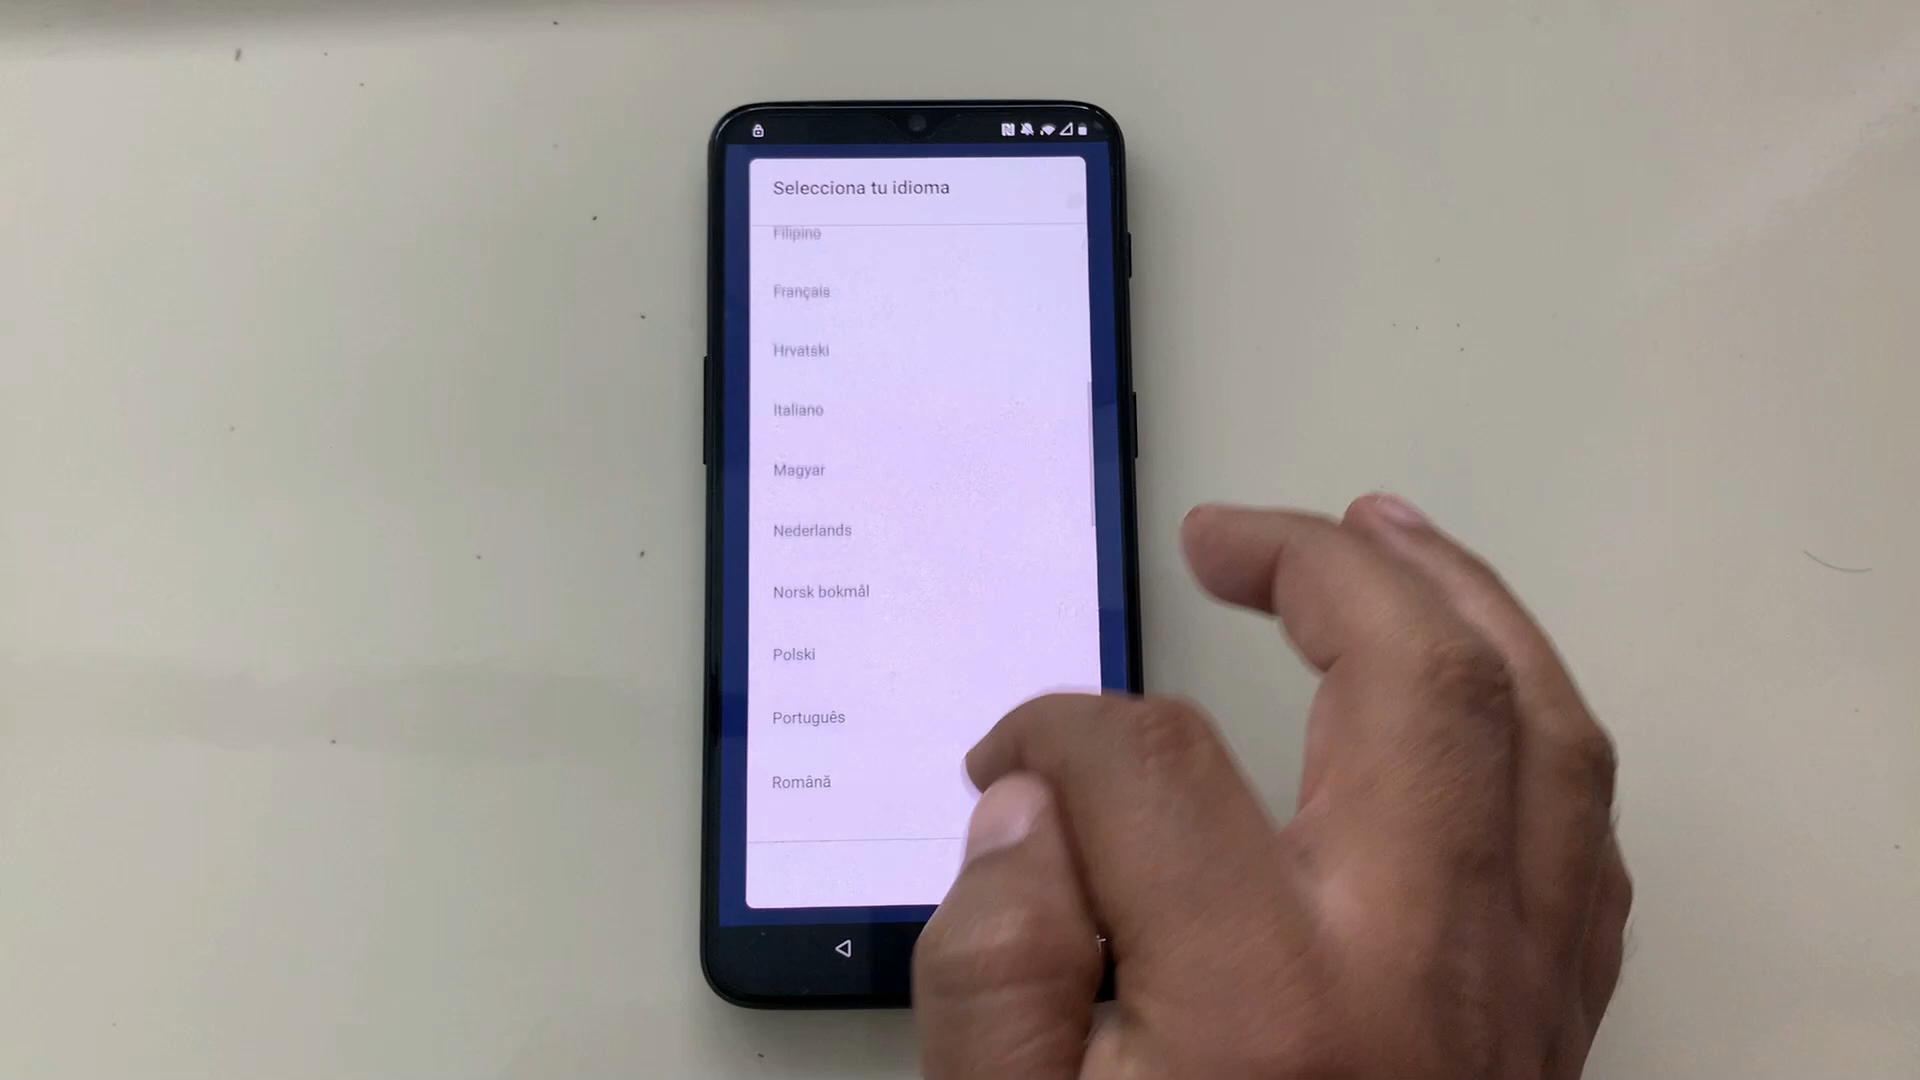 Selecciona tu idioma
Filipino
Français
Hrvatski
Italiano
Magyar
Nederlands
Norsk bokmål
Polski
Português
Română